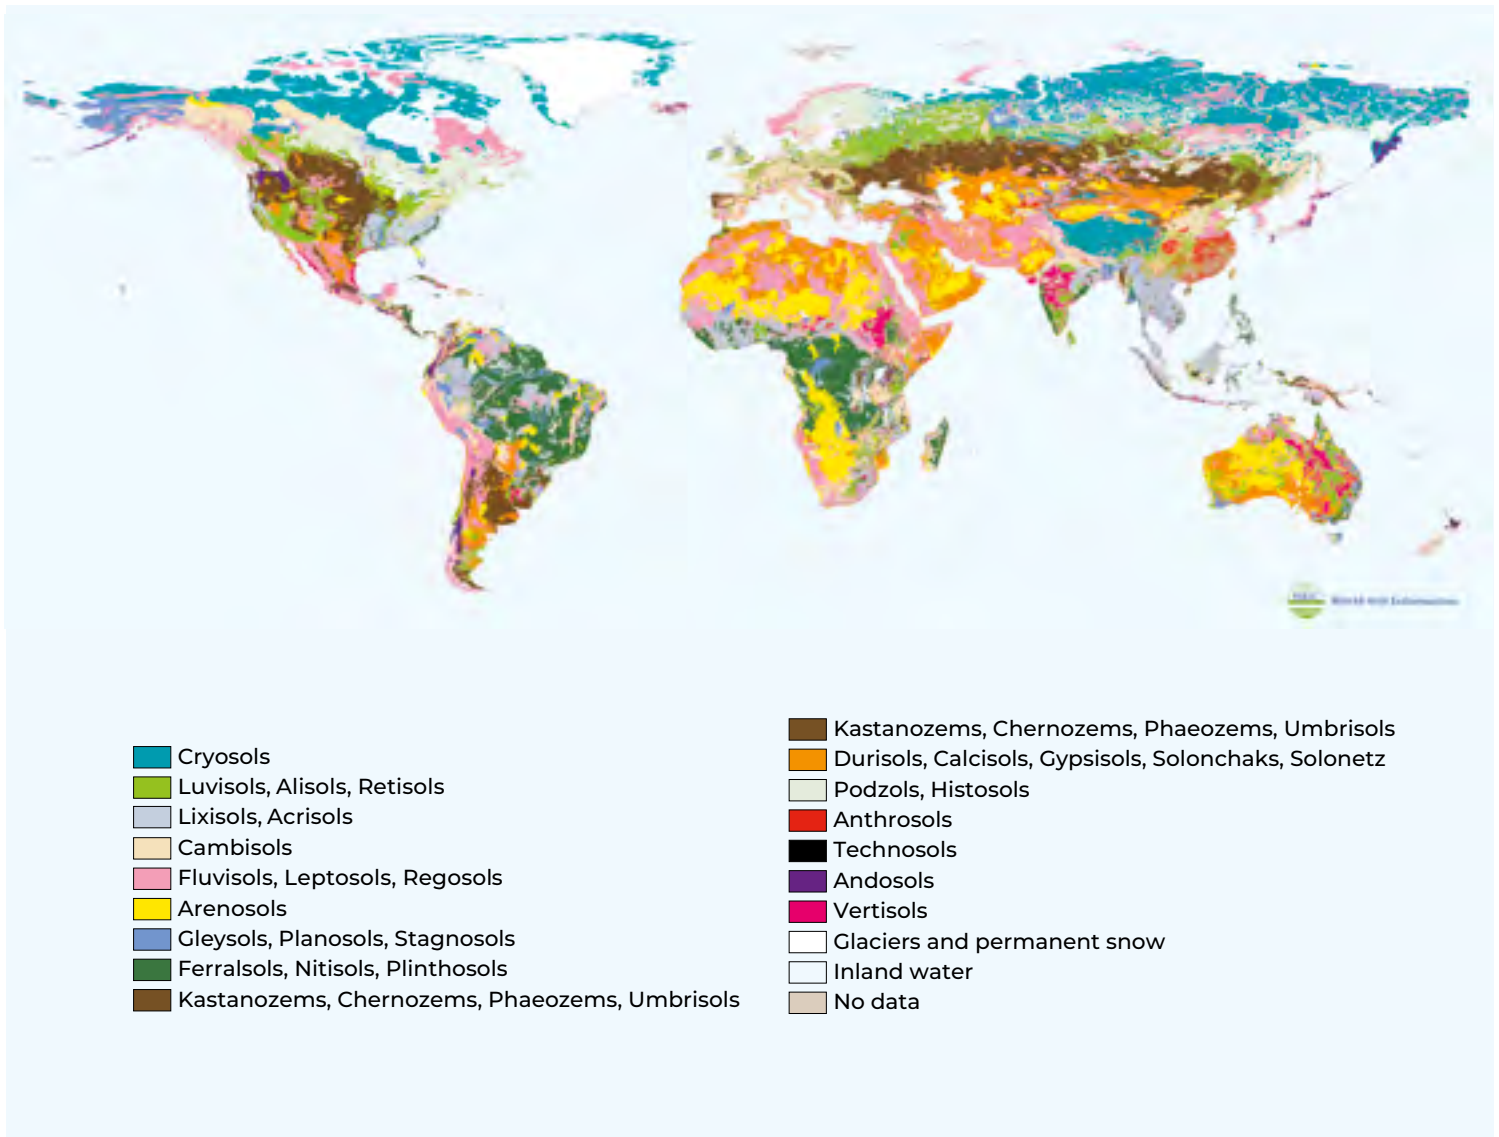 Cryosols
Luvisols, Alisols, Retisols
Lixisols, Acrisols
Cambisols
Fluvisols, Leptosols, Regosols
Arenosols
Gleysols, Planosols, Stagnosols
Ferralsols, Nitisols, Plinthosols
Kastanozems, Chernozems, Phaeozems, Umbrisols
Kastanozems, Chernozems, Phaeozems, Umbrisols
Durisols, Calcisols, Gypsisols, Solonchaks, Solonetz
Podzols, Histosols
Anthrosols
Technosols
Andosols
Vertisols
Glaciers and permanent snow
Inland water
No data